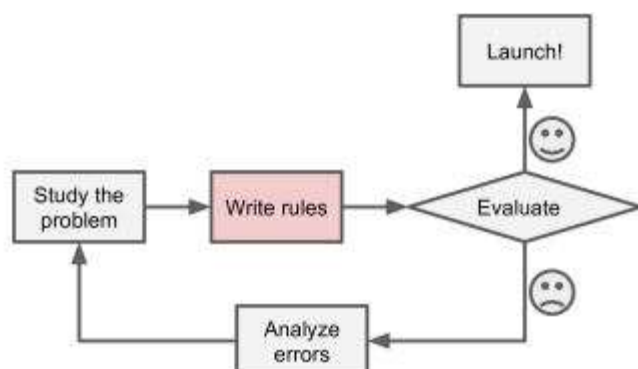 Launch!
Study the
problem
Write rules
Evaluate
Analyze
errors